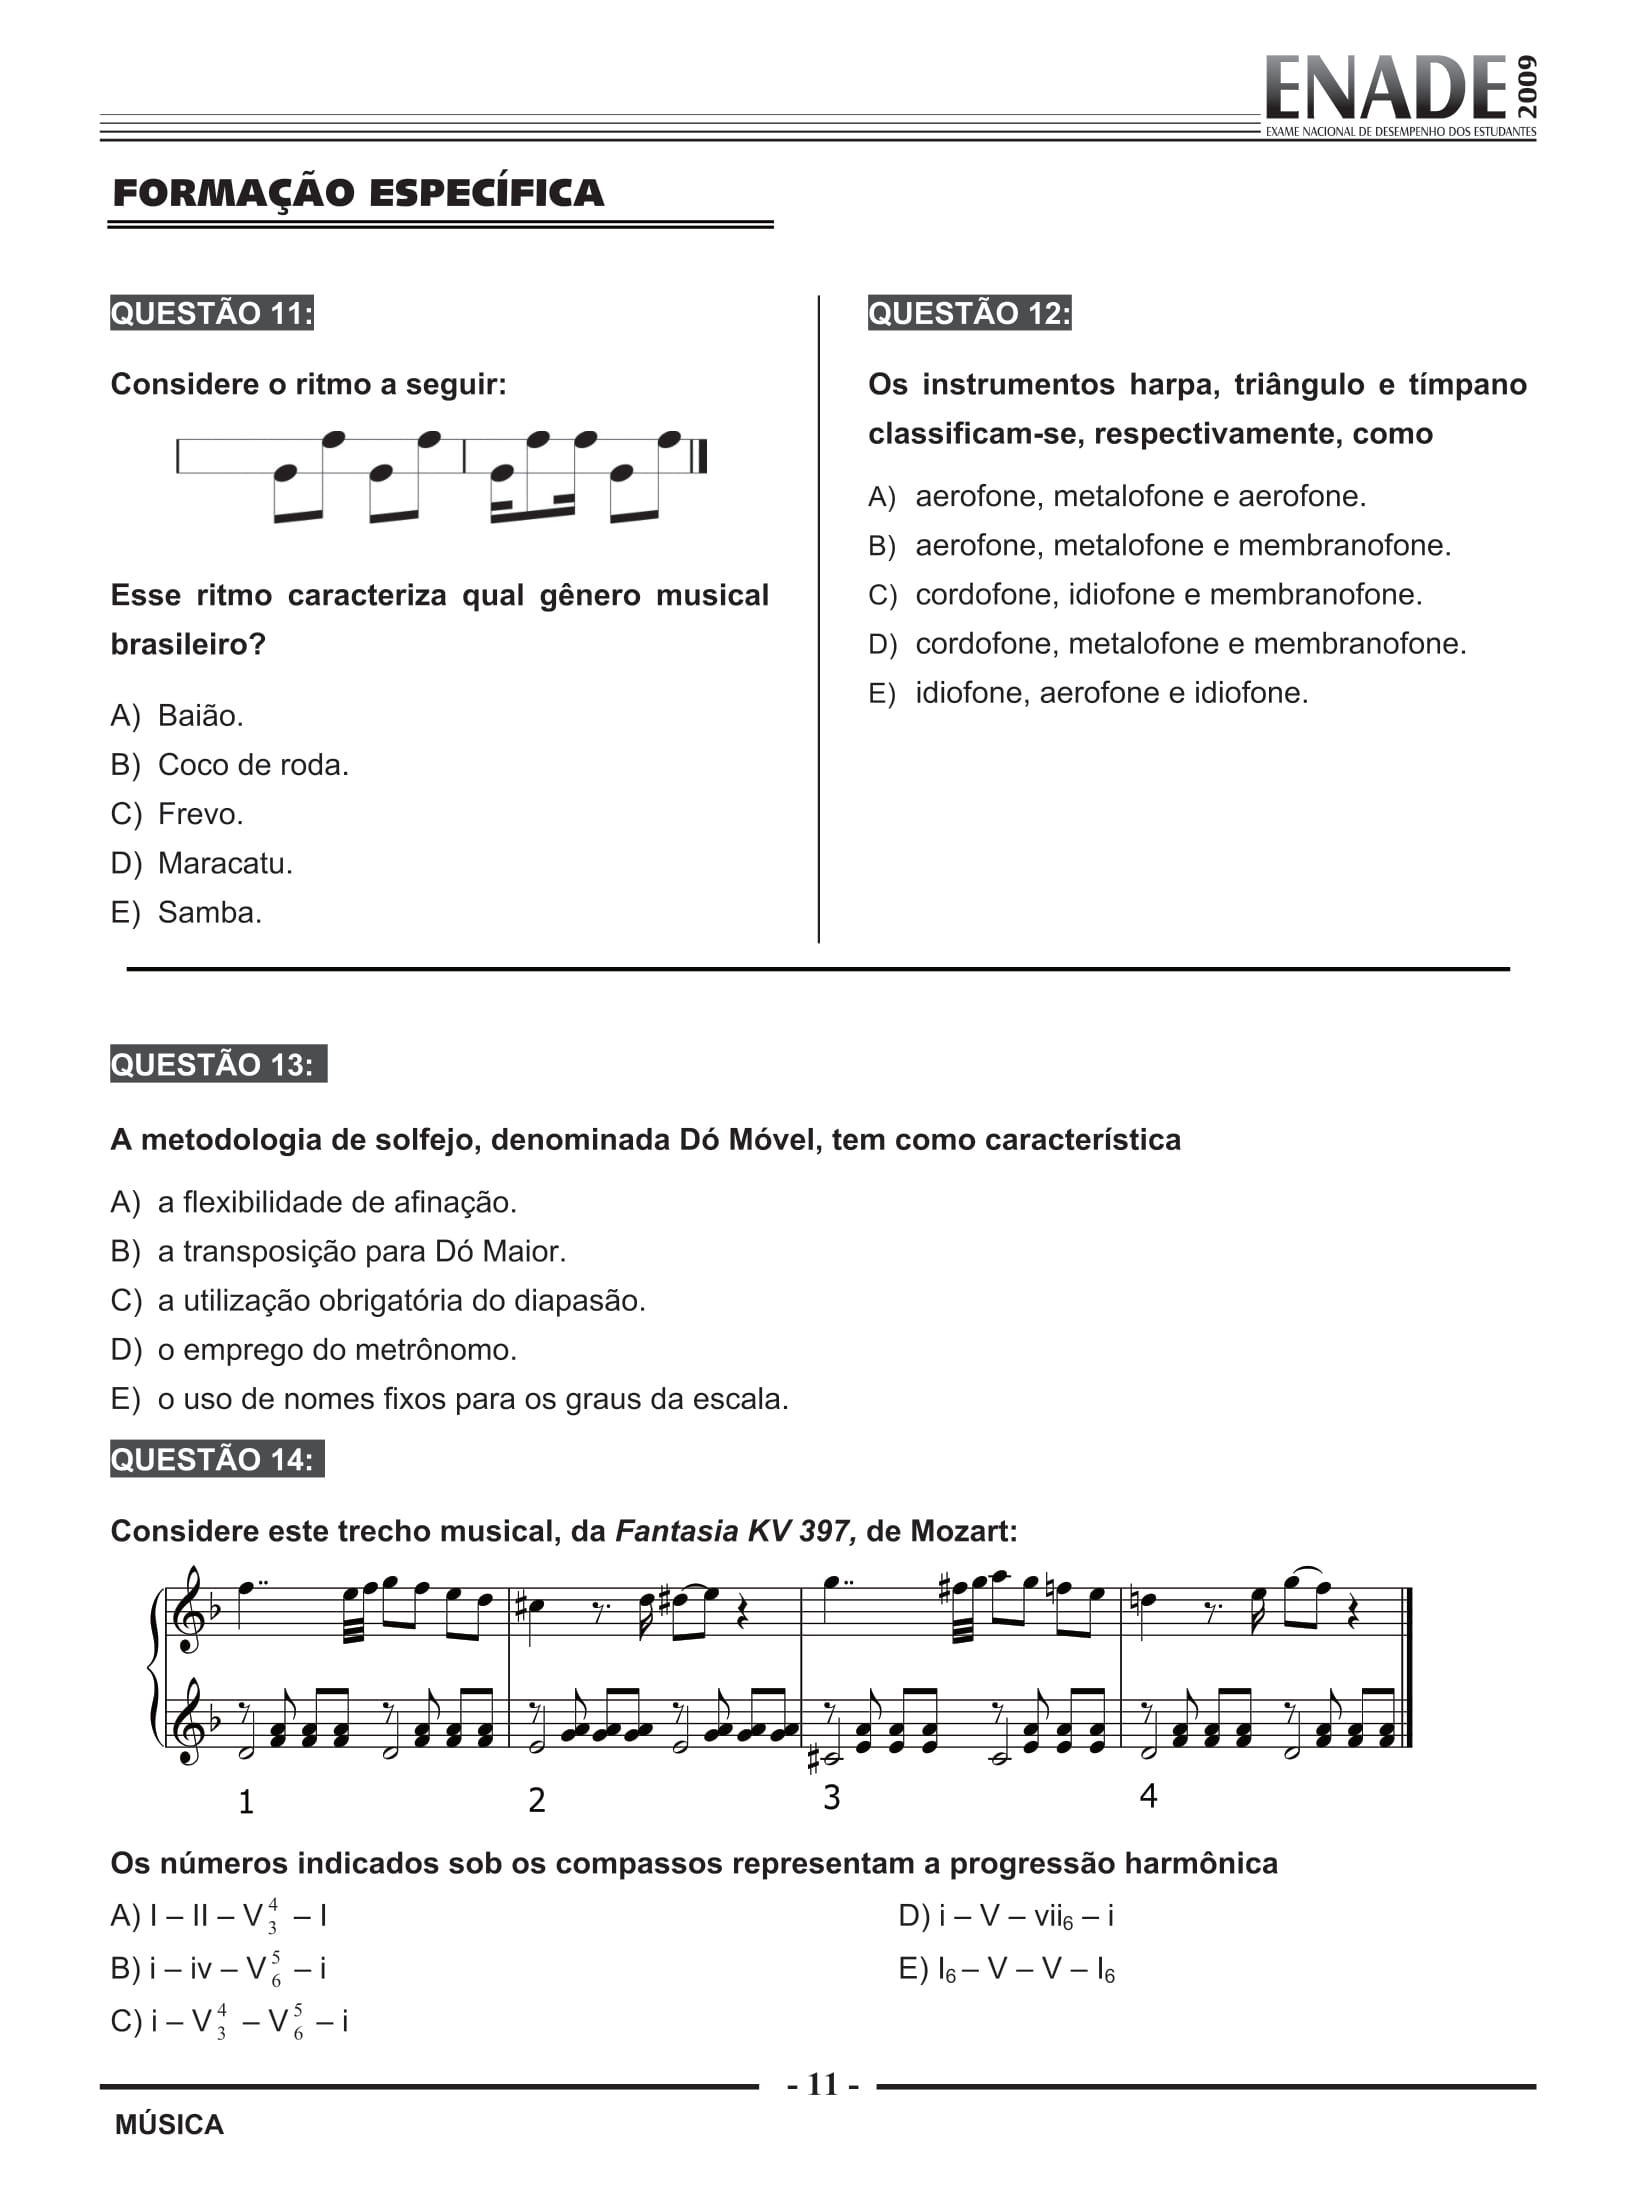 ENADE 2009
EXAME NACIONAL DE DESEMPENHO DOS ESTUDANTES
FORMAÇÃO ESPECÍFICA
QUESTÃO 11:
Considere o ritmo a seguir:
Esse ritmo caracteriza qual gênero musical
brasileiro?
A) Baião.
B) Coco de roda.
C) Frevo.
D) Maracatu.
E) Samba.
QUESTÃO 12:
Os instrumentos harpa, triângulo e tímpano
classificam-se, respectivamente, como
A) aerofone, metalofone e aerofone.
B) aerofone, metalofone e membranofone.
C) cordofone, idiofone e membranofone.
D) cordofone, metalofone e membranofone.
E) idiofone, aerofone e idiofone.
QUESTÃO 13:
A metodologia de solfejo, denominada Dó Móvel, tem como característica
A) a flexibilidade de afinação.
B) a transposição para Dó Maior.
C) a utilização obrigatória do diapasão.
D) o emprego do metrônomo.
E) o uso de nomes fixos para os graus da escala.
QUESTÃO 14:
Considere este trecho musical, da Fantasia KV 397, de Mozart:
1 2 3 4
Os números indicados sob os compassos representam a progressão harmônica
A) I – II – V 4 3 – I
B) i – iv – V 5 6 – i
C) i – V 4 3 – V 5 6 – i
D) i – V – vii6 – i
E) I6 – V – V – I6
- 11 -
MÚSICA